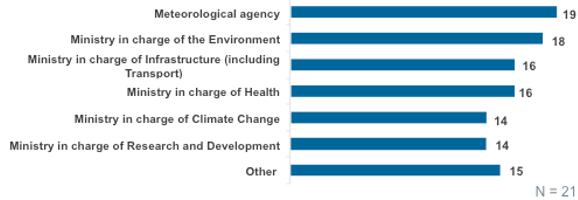 Meteorological agency 19
Ministry in charge of the Environment 18
Ministry in charge of Infrastructure (including
Transport) 16
Ministry in charge of Health 16
Ministry in charge of Climate Change 14
Ministry in charge of Research and Development 14
Other 15
N = 21